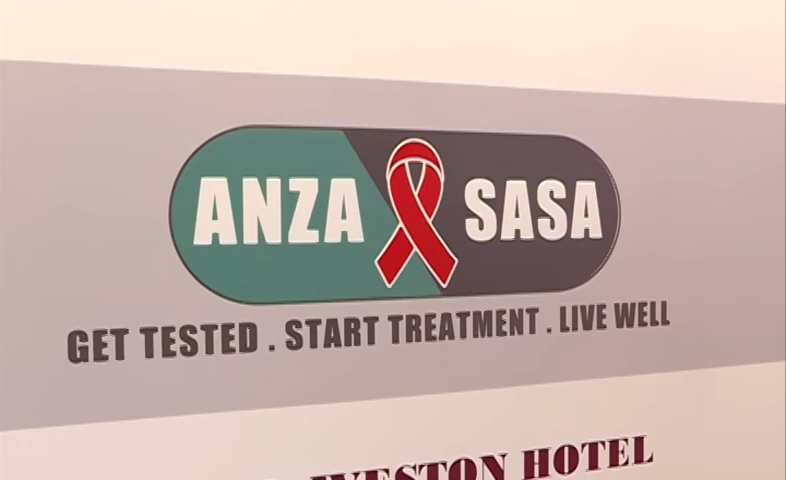 ANZA SASA
GET TESTED . START TREATMENT . LIVE WELL
HOTEL